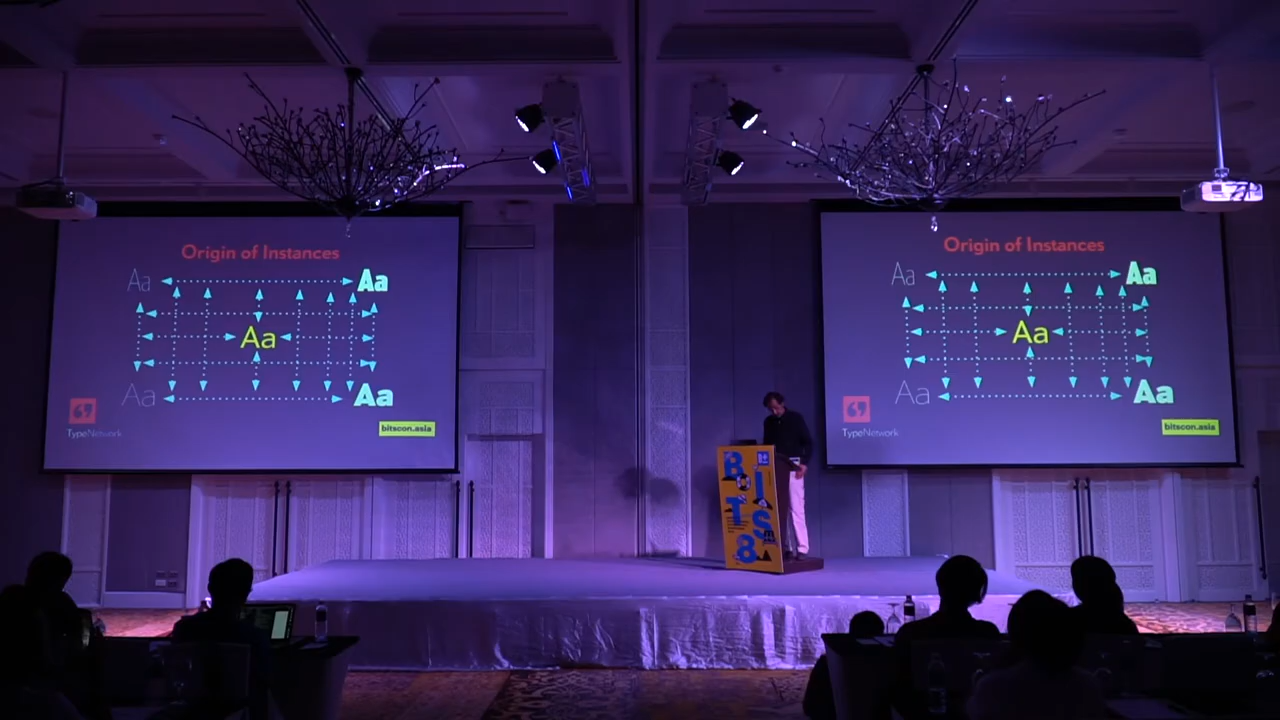 Origin of Instances
Aa Aa
Aa
Aa Aa
TypeNetwork
bitscon.asia
Origin of Instances
Aa Aa
Aa
Aa Aa
TypeNetwork
bitscon.asia
B
I
T
S
8